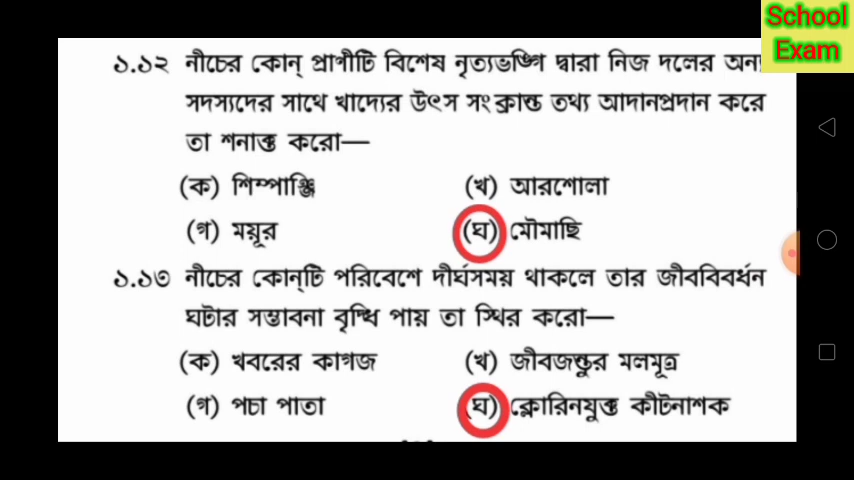 School
Exam
১.১২ নীচের কোন্ প্রাণীটি বিশেষ নৃত্যভঙ্গি দ্বারা নিজ দলের অন্য
সদস্যদের সাথে খাদ্যের উৎস সংক্রান্ত তথ্য আদানপ্রদান করে
তা শনাক্ত করো—
(ক) শিম্পাঞ্জি (খ) আরশোলা
(গ) ময়ূর (ঘ) মৌমাছি
১.১৩ নীচের কোন্‌টি পরিবেশে দীর্ঘসময় থাকলে তার জীববিবর্ধন
ঘটার সম্ভাবনা বৃদ্ধি পায় তা স্থির করো—
(ক) খবরের কাগজ (খ) জীবজন্তুর মলমূত্র
(গ) পচা পাতা (ঘ) ক্লোরিনযুক্ত কীটনাশক